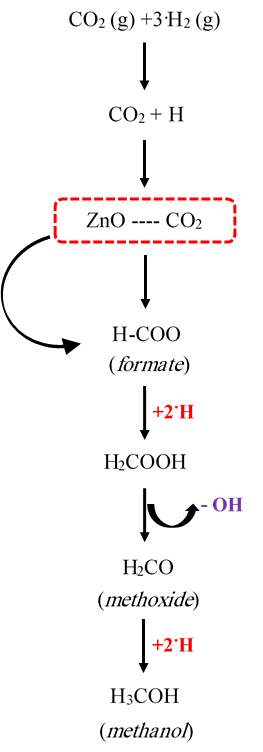 CO₂ (g) +3·H₂ (g)
CO₂ + H
ZnO ---- CO₂
H-COO
(formate)
+2·H
H₂COOH
- OH
H₂CO
(methoxide)
+2·H
H₃COH
(methanol)